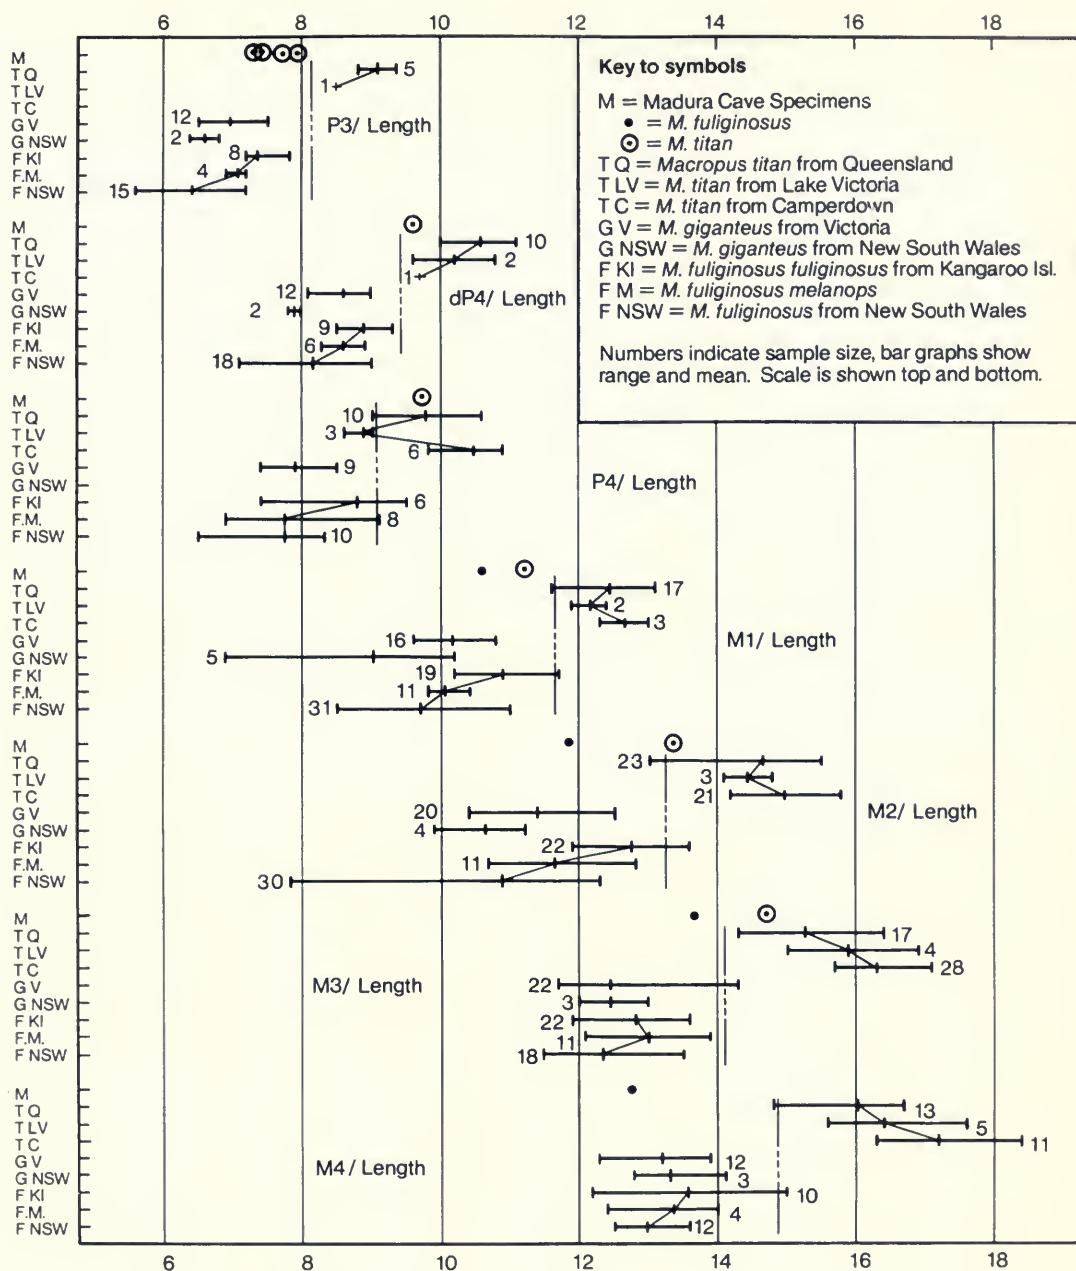 6 8 10 12 14 16 18
Key to symbols
M = Madura Cave Specimens
• = M. fuliginosus
⊙ = M. titan
T Q = Macropus titan from Queensland
T LV = M. titan from Lake Victoria
T C = M. titan from Camperdown
G V = M. giganteus from Victoria
G NSW = M. giganteus from New South Wales
F KI = M. fuliginosus fuliginosus from Kangaroo Isl.
F M = M. fuliginosus melanops
F NSW = M. fuliginosus from New South Wales
Numbers indicate sample size, bar graphs show
range and mean. Scale is shown top and bottom.
M
T Q 5
T LV 1
T C
P3/ Length
G V 12
G NSW 2
F KI 8
F.M. 4
F NSW 15
M
T Q 10
T LV 2
T C 1
dP4/ Length
G V 12
G NSW 2
F KI 9
F.M. 6
F NSW 18
M
T Q 10
T LV 3
T C 6
G V 9
P4/ Length
G NSW
F KI 6
F.M. 8
F NSW 10
M
T Q 17
T LV 2
T C 3
G V 16
M1/ Length
G NSW 5
F KI 19
F.M. 11
F NSW 31
M
T Q 23
T LV 3
T C 21
G V 20
M2/ Length
G NSW 4
F KI 22
F.M. 11
F NSW 30
M
T Q 17
T LV 4
T C 28
M3/ Length
G V 22
G NSW 3
F KI 22
F.M. 11
F NSW 18
M
T Q 13
T LV 5
T C 11
G V 12
M4/ Length
G NSW 3
F KI 10
F.M. 4
F NSW 12
6 8 10 12 14 16 18